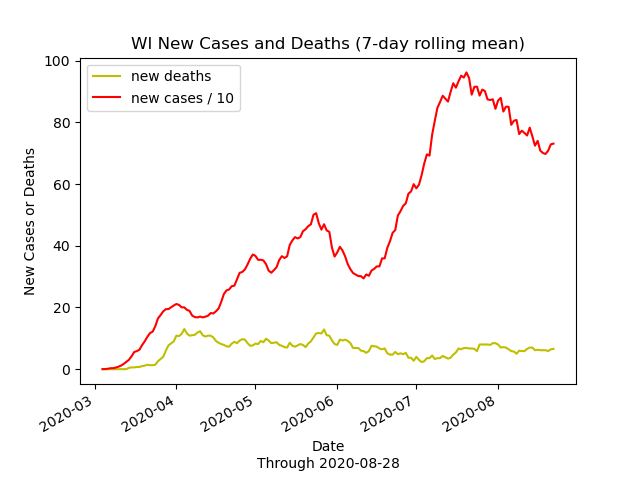 WI New Cases and Deaths (7-day rolling mean)
new deaths
new cases / 10
New Cases or Deaths
100
80
60
40
20
0
2020-03
2020-04
2020-05
2020-06
2020-07
2020-08
Date
Through 2020-08-28